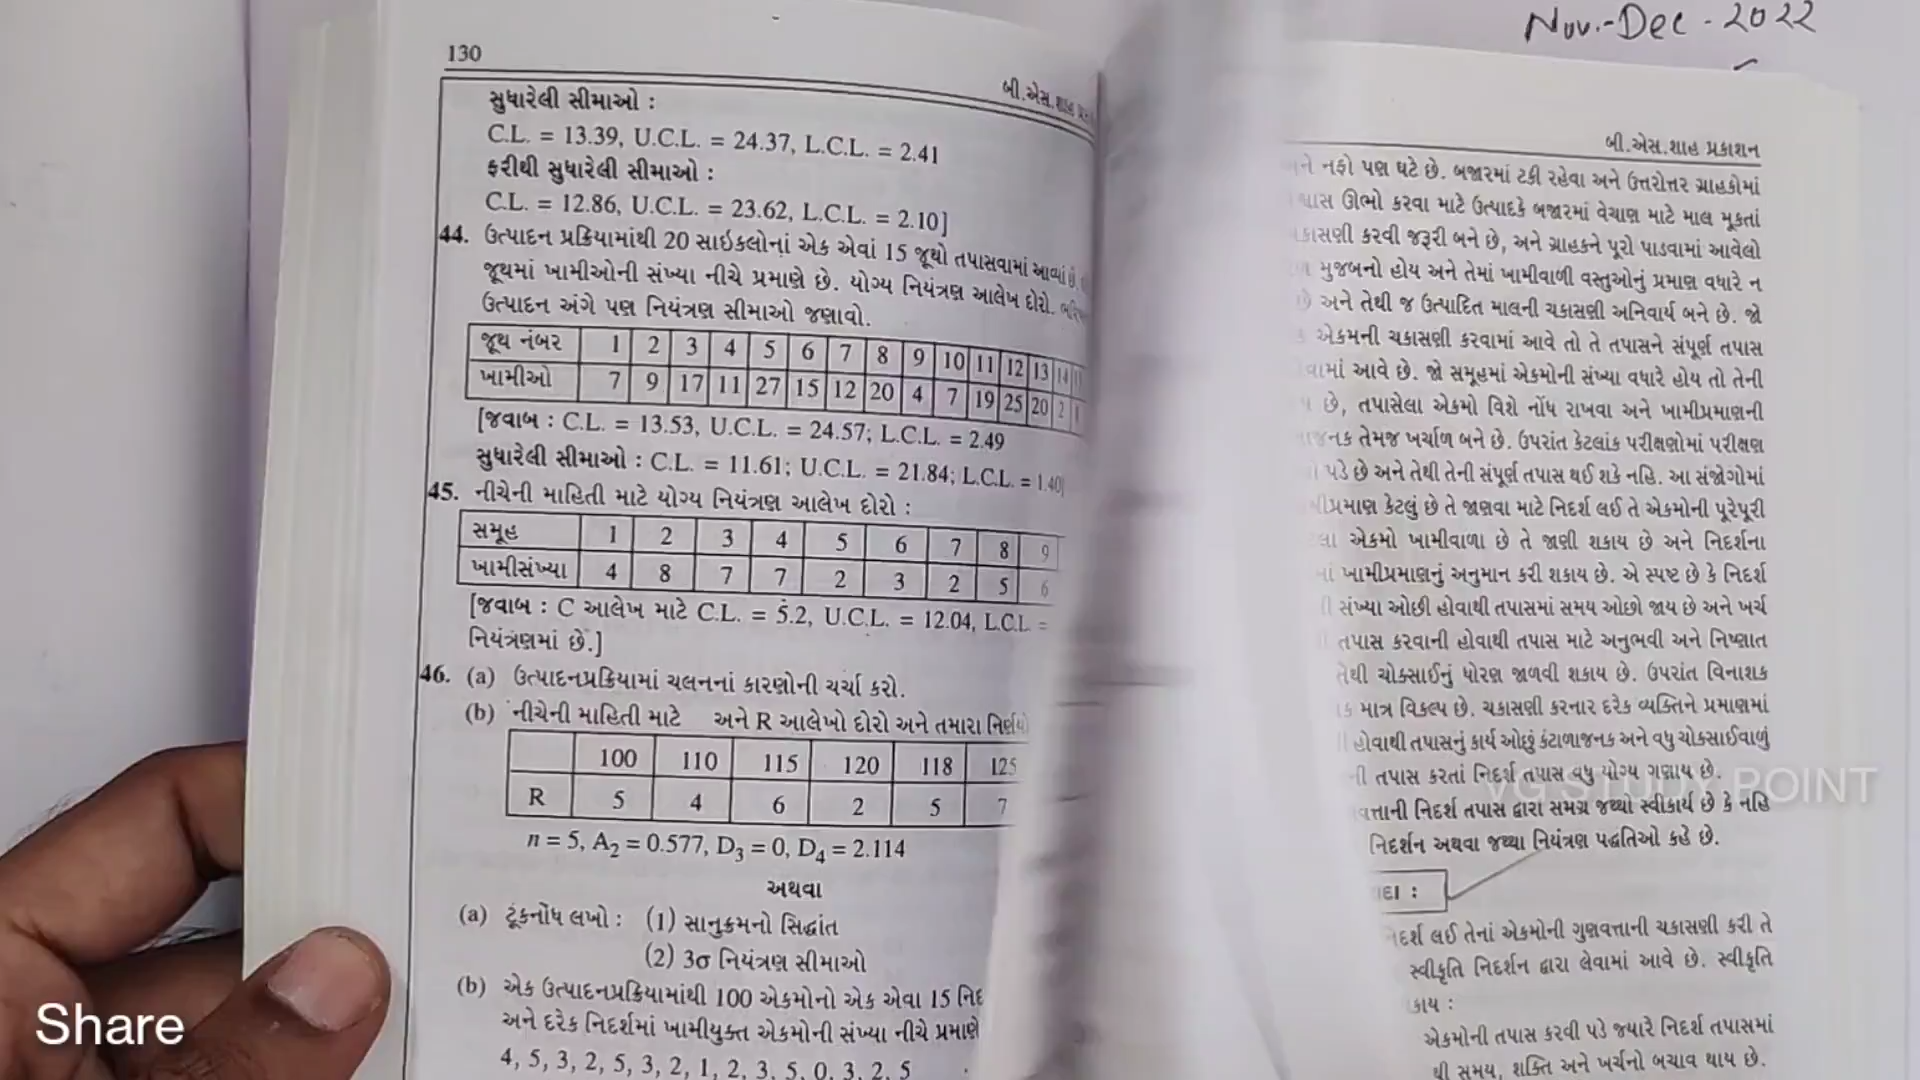 Nov.-Dec - 2022
130
બી.એસ.શાહ
સુધારેલી સીમાઓ :
C.L. = 13.39, U.C.L. = 24.37, L.C.L. = 2.41
ફરીથી સુધારેલી સીમાઓ :
C.L. = 12.86, U.C.L. = 23.62, L.C.L. = 2.10]
44. ઉત્પાદન પ્રક્રિયામાંથી 20 સાઇકલોનાં એક એવાં 15 જૂથો તપાસવામાં આવ્યાં
જૂથમાં ખામીઓની સંખ્યા નીચે પ્રમાણે છે. યોગ્ય નિયંત્રણ આલેખ દોરો.
ઉત્પાદન અંગે પણ નિયંત્રણ સીમાઓ જણાવો.
જૂથ નંબર 1 2 3 4 5 6 7 8 9 10 11 12 13 14
ખામીઓ 7 9 17 11 27 15 12 20 4 7 19 25 20 2
[જવાબ : C.L. = 13.53, U.C.L. = 24.57; L.C.L. = 2.49
સુધારેલી સીમાઓ : C.L. = 11.61; U.C.L. = 21.84; L.C.L. = 1.40]
45. નીચેની માહિતી માટે યોગ્ય નિયંત્રણ આલેખ દોરો :
સમૂહ 1 2 3 4 5 6 7 8 9
ખામીસંખ્યા 4 8 7 7 2 3 2 5 6
[જવાબ : C આલેખ માટે C.L. = 5.2, U.C.L. = 12.04, L.C.L. =
નિયંત્રણમાં છે.]
46. (a) ઉત્પાદનપ્રક્રિયામાં ચલનનાં કારણોની ચર્ચા કરો.
(b) નીચેની માહિતી માટે અને R આલેખો દોરો અને તમારા
100 110 115 120 118 125
R 5 4 6 2 5 7
n = 5, A2 = 0.577, D3 = 0, D4 = 2.114
અથવા
(a) ટૂંકનોંધ લખો : (1) સાનુક્રમનો સિદ્ધાંત
(2) 3σ નિયંત્રણ સીમાઓ
(b) એક ઉત્પાદનપ્રક્રિયામાંથી 100 એકમોનો એક એવા 15
અને દરેક નિદર્શમાં ખામીયુક્ત એકમોની સંખ્યા નીચે પ્રમાણે
4, 5, 3, 2, 5, 3, 2, 1, 2, 3, 5, 0, 3, 2, 5
બી.એસ.શાહ પ્રકાશન
નફો પણ ઘટે છે. બજારમાં ટકી રહેવા અને ઉત્તરોત્તર ગ્રાહકોમાં
ઊભો કરવા માટે ઉત્પાદકે બજારમાં વેચાણ માટે માલ મૂકતાં
કરવી જરૂરી બને છે, અને ગ્રાહકને પૂરો પાડવામાં આવેલો
મુજબનો હોય અને તેમાં ખામીવાળી વસ્તુઓનું પ્રમાણ વધારે ન
છે અને તેથી જ ઉત્પાદિત માલની ચકાસણી અનિવાર્ય બને છે. જો
એકમની ચકાસણી કરવામાં આવે તો તે તપાસને સંપૂર્ણ તપાસ
આવે છે. જો સમૂહમાં એકમોની સંખ્યા વધારે હોય તો તેની
છે, તપાસેલા એકમો વિશે નોંધ રાખવા અને ખામીપ્રમાણની
તેમજ ખર્ચાળ બને છે. ઉપરાંત કેટલાંક પરીક્ષણોમાં પરીક્ષણ
પડે છે અને તેથી તેની સંપૂર્ણ તપાસ થઈ શકે નહિ. આ સંજોગોમાં
કેટલું છે તે જાણવા માટે નિદર્શ લઈ તે એકમોની પૂરેપૂરી
એકમો ખામીવાળા છે તે જાણી શકાય છે અને નિદર્શના
ખામીપ્રમાણનું અનુમાન કરી શકાય છે. એ સ્પષ્ટ છે કે નિદર્શ
સંખ્યા ઓછી હોવાથી તપાસમાં સમય ઓછો જાય છે અને ખર્ચ
તપાસ કરવાની હોવાથી તપાસ માટે અનુભવી અને નિષ્ણાત
તેથી ચોક્સાઈનું ધોરણ જાળવી શકાય છે. ઉપરાંત વિનાશક
માત્ર વિકલ્પ છે. ચકાસણી કરનાર દરેક વ્યક્તિને પ્રમાણમાં
હોવાથી તપાસનું કાર્ય ઓછું કંટાળાજનક અને વધુ ચોકસાઈવાળું
તપાસ કરતાં નિદર્શ તપાસ વધુ યોગ્ય ગણાય છે.
VG STUDY POINT
નિદર્શ તપાસ દ્વારા સમગ્ર જથ્થો સ્વીકાર્ય છે કે નહિ
નિદર્શન અથવા જથ્થા નિયંત્રણ પદ્ધતિઓ કહે છે.
લઈ તેનાં એકમોની ગુણવત્તાની ચકાસણી કરી તે
સ્વીકૃતિ નિદર્શન દ્વારા લેવામાં આવે છે. સ્વીકૃતિ
એકમોની તપાસ કરવી પડે જ્યારે નિદર્શ તપાસમાં
થી સમય, શક્તિ અને ખર્ચનો બચાવ થાય છે.
Share